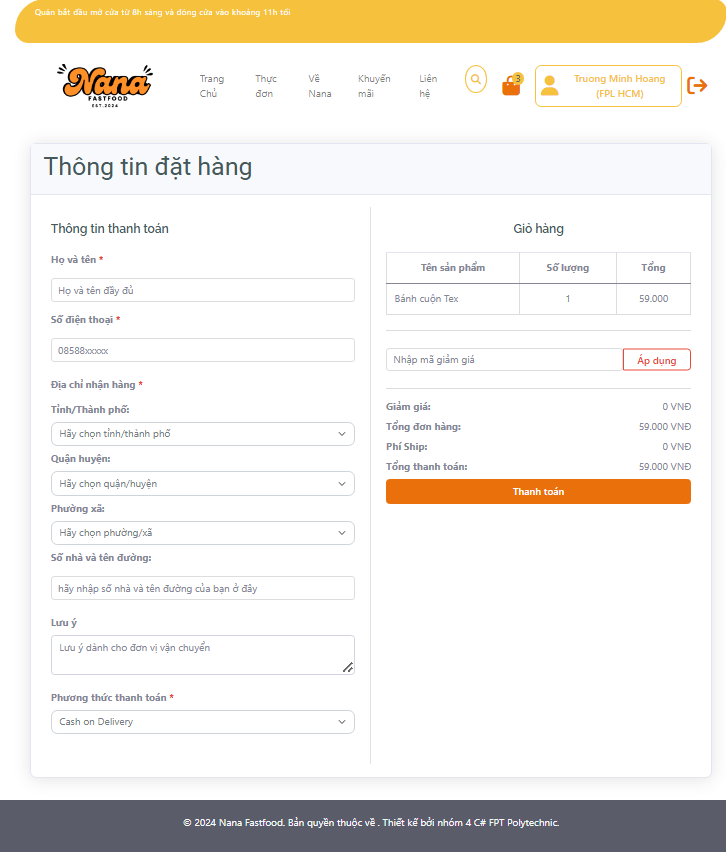 Quán bắt đầu mở cửa từ 8h sáng và đóng cửa vào khoảng 11h tối
Nana
FASTFOOD
EST.2024
Trang Chủ
Thực đơn
Về Nana
Khuyến mãi
Liên hệ
3
Truong Minh Hoang
(FPL HCM)
Thông tin đặt hàng
Thông tin thanh toán
Họ và tên *
Họ và tên đầy đủ
Số điện thoại *
08588xxxxx
Địa chỉ nhận hàng *
Tỉnh/Thành phố:
Hãy chọn tỉnh/thành phố
Quận huyện:
Hãy chọn quận/huyện
Phường xã:
Hãy chọn phường/xã
Số nhà và tên đường:
hãy nhập số nhà và tên đường của bạn ở đây
Lưu ý
Lưu ý dành cho đơn vị vận chuyển
Phương thức thanh toán *
Cash on Delivery
Giỏ hàng
Tên sản phẩm Số lượng Tổng
Bánh cuộn Tex 1 59.000
Nhập mã giảm giá
Áp dụng
Giảm giá: 0 VNĐ
Tổng đơn hàng: 59.000 VNĐ
Phí Ship: 0 VNĐ
Tổng thanh toán: 59.000 VNĐ
Thanh toán
© 2024 Nana Fastfood. Bản quyền thuộc về . Thiết kế bởi nhóm 4 C# FPT Polytechnic.